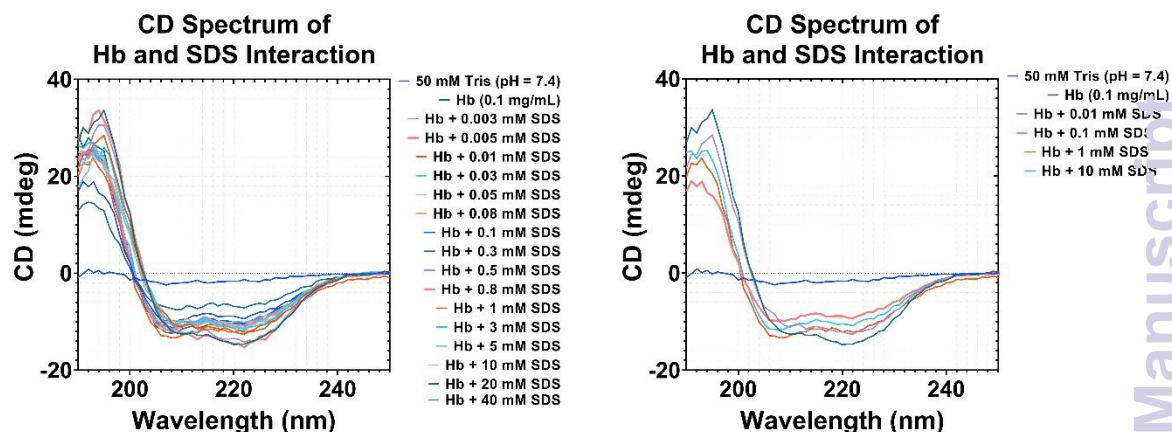 CD Spectrum of
Hb and SDS Interaction
CD (mdeg)
40
20
0
-20
200
220
240
Wavelength (nm)
50 mM Tris (pH = 7.4)
Hb (0.1 mg/mL)
Hb + 0.003 mM SDS
Hb + 0.005 mM SDS
Hb + 0.01 mM SDS
Hb + 0.03 mM SDS
Hb + 0.05 mM SDS
Hb + 0.08 mM SDS
Hb + 0.1 mM SDS
Hb + 0.3 mM SDS
Hb + 0.5 mM SDS
Hb + 0.8 mM SDS
Hb + 1 mM SDS
Hb + 3 mM SDS
Hb + 5 mM SDS
Hb + 10 mM SDS
Hb + 20 mM SDS
Hb + 40 mM SDS
CD Spectrum of
Hb and SDS Interaction
CD (mdeg)
40
20
0
-20
200
220
240
Wavelength (nm)
50 mM Tris (pH = 7.4)
Hb (0.1 mg/mL)
Hb + 0.01 mM SDS
Hb + 0.1 mM SDS
Hb + 1 mM SDS
Hb + 10 mM SDS
Manuscript